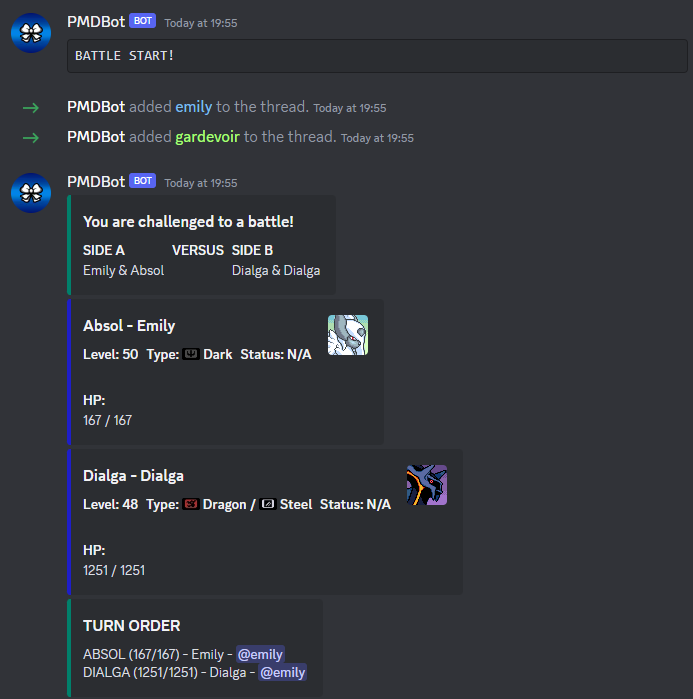 PMDBot BOT Today at 19:55
BATTLE START!
PMDBot added emily to the thread. Today at 19:55
PMDBot added gardevoir to the thread. Today at 19:55
PMDBot BOT Today at 19:55
You are challenged to a battle!
SIDE A VERSUS SIDE B
Emily & Absol Dialga & Dialga
Absol - Emily
Level: 50 Type: Dark Status: N/A
HP:
167 / 167
Dialga - Dialga
Level: 48 Type: Dragon / Steel Status: N/A
HP:
1251 / 1251
TURN ORDER
ABSOL (167/167) - Emily - @emily
DIALGA (1251/1251) - Dialga - @emily